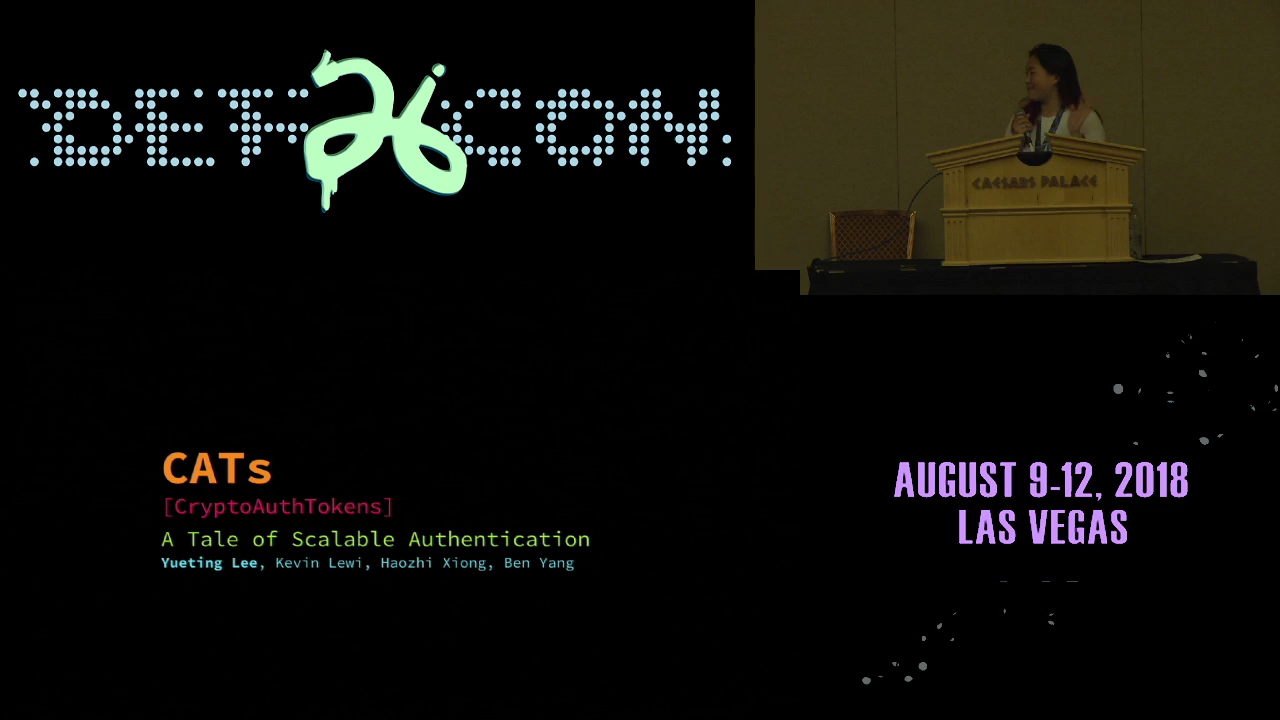 DEF 26 CON
CAESARS PALACE
CATs
[CryptoAuthTokens]
A Tale of Scalable Authentication
Yueting Lee, Kevin Lewi, Haozhi Xiong, Ben Yang
AUGUST 9-12, 2018
LAS VEGAS